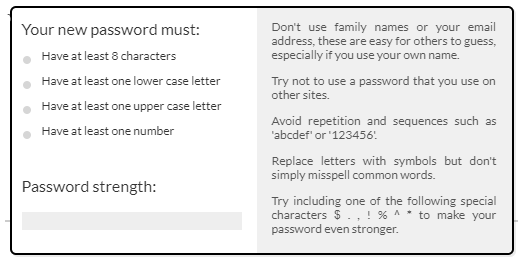 Your new password must:
Have at least 8 characters
Have at least one lower case letter
Have at least one upper case letter
Have at least one number
Password strength:
Don't use family names or your email
address, these are easy for others to guess,
especially if you use your own name.
Try not to use a password that you use on
other sites.
Avoid repetition and sequences such as
'abcdef' or '123456'.
Replace letters with symbols but don't
simply misspell common words.
Try including one of the following special
characters $ . , ! % ^ * to make your
password even stronger.